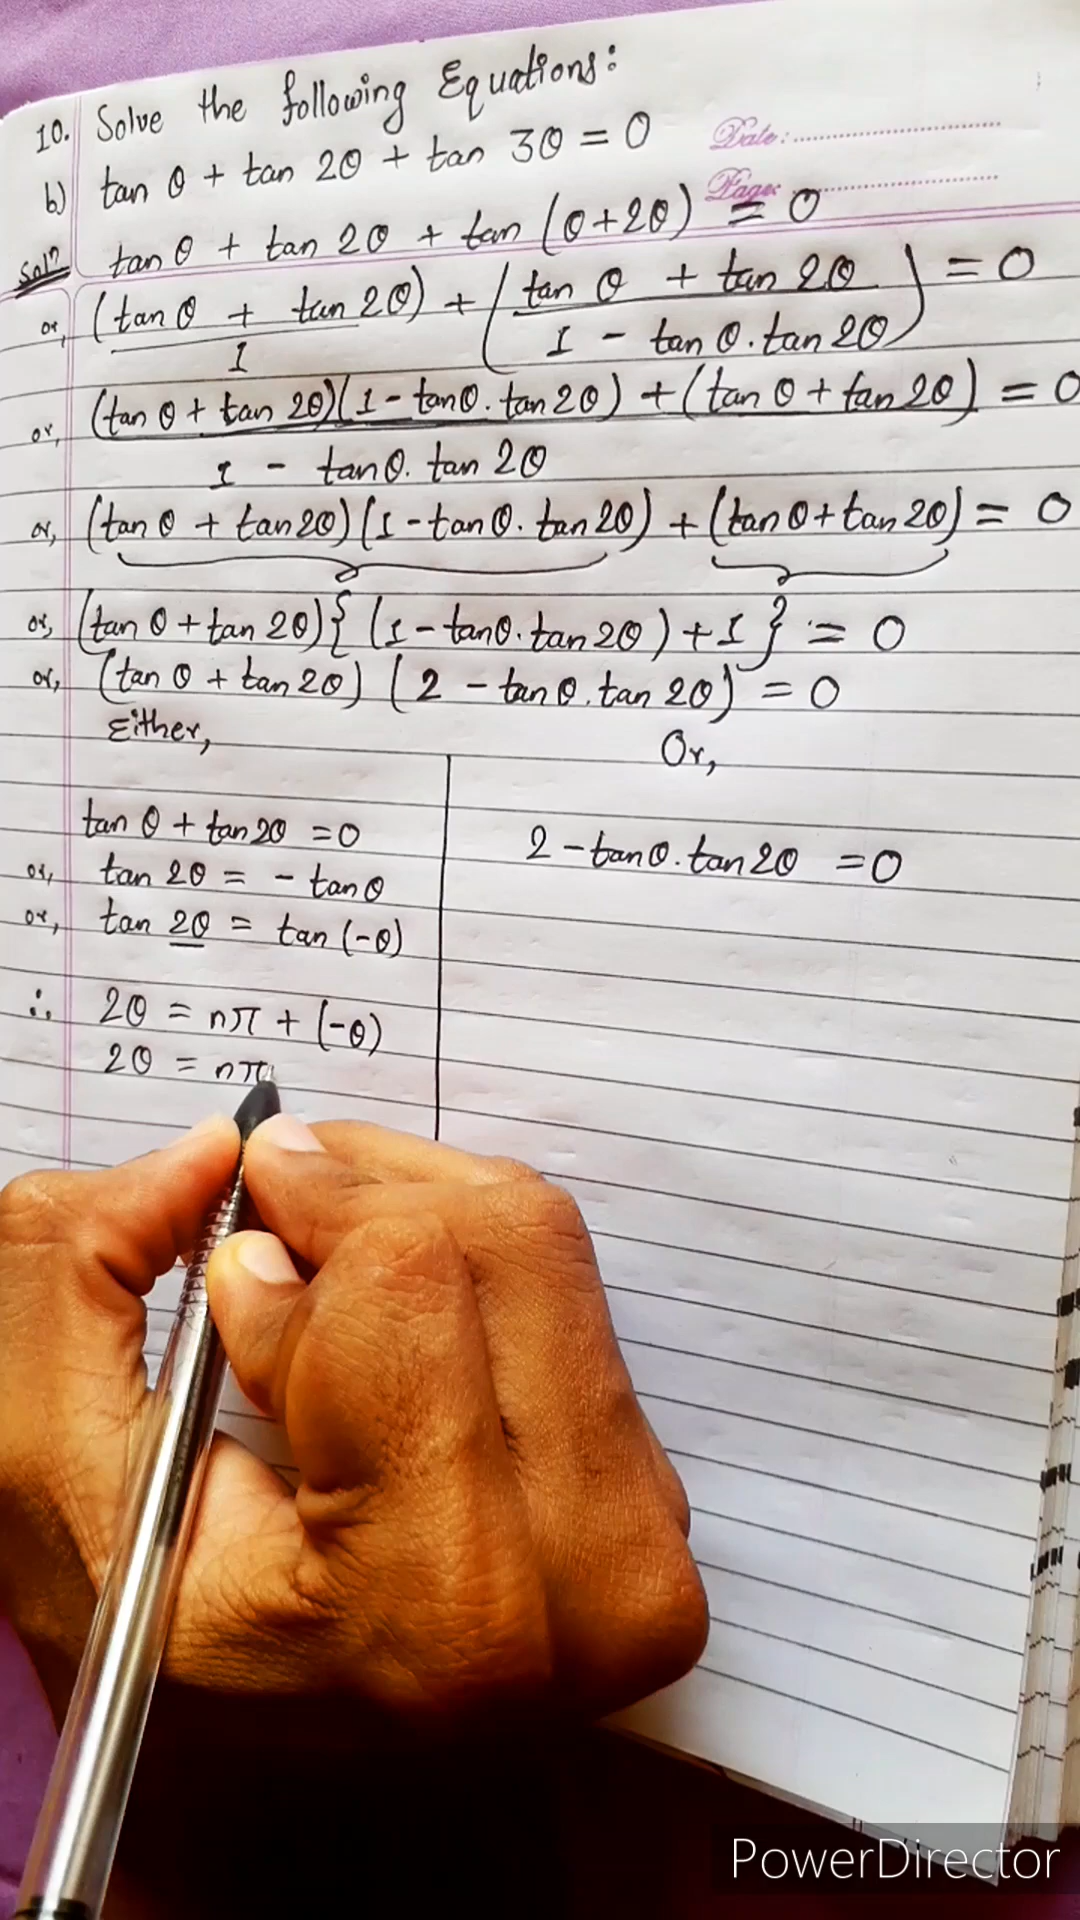 10. Solve the following Equations:
b) tan θ + tan 2θ + tan 3θ = 0
Date:
Page:
Solⁿ tan θ + tan 2θ + tan (θ+2θ) = 0
or, (tan θ + tan 2θ)/1 + (tan θ + tan 2θ / 1 - tan θ . tan 2θ) = 0
or, (tan θ + tan 2θ)(1 - tanθ. tan 2θ) + (tan θ + tan 2θ) = 0
1 - tanθ. tan 2θ
or, (tan θ + tan 2θ)(1 - tan θ. tan 2θ) + (tan θ + tan 2θ) = 0
or, (tan θ + tan 2θ){(1 - tanθ. tan 2θ) + 1} = 0
or, (tan θ + tan 2θ) (2 - tan θ . tan 2θ) = 0
Either,
tan θ + tan 2θ = 0
or, tan 2θ = - tan θ
or, tan 2θ = tan (-θ)
∴ 2θ = nπ + (-θ)
2θ = nπ
Or,
2 - tan θ . tan 2θ = 0
PowerDirector